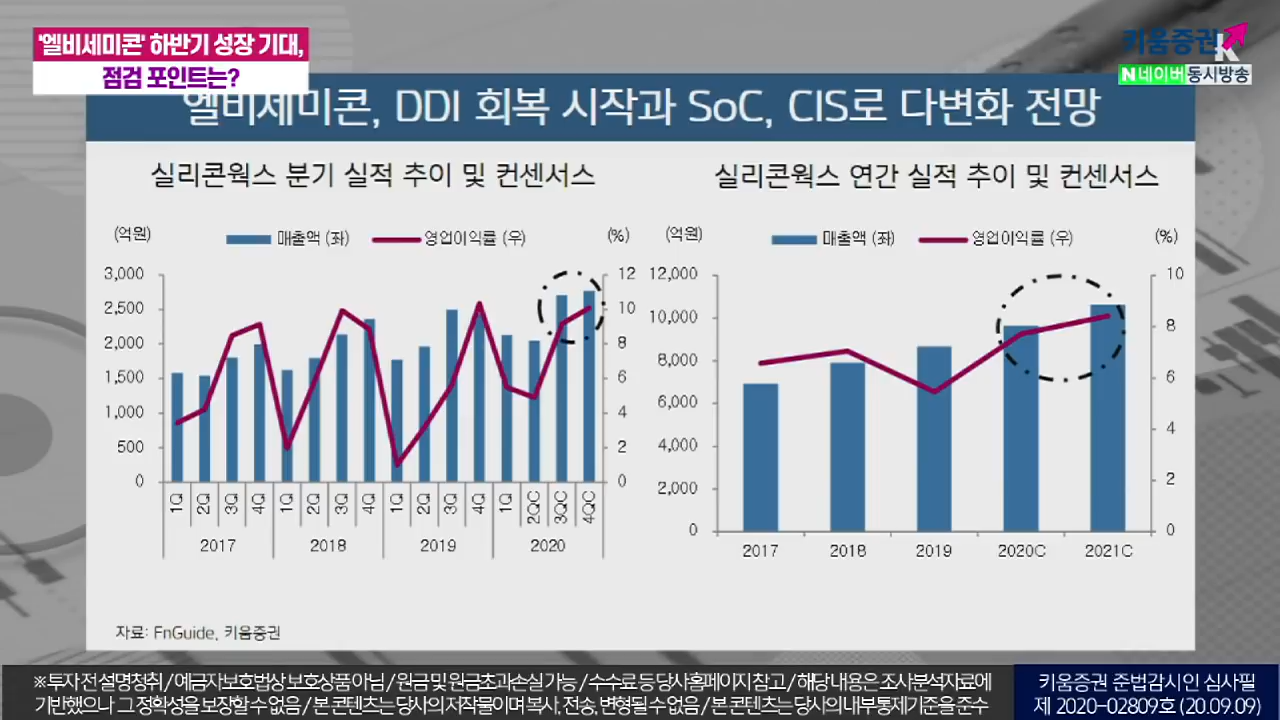 '엘비세미콘' 하반기 성장 기대,
점검 포인트는?
키움증권
N네이버 동시방송
엘비세미콘, DDI 회복 시작과 SoC, CIS로 다변화 전망
실리콘웍스 분기 실적 추이 및 컨센서스
(억원)
매출액 (좌)
영업이익률 (우)
(%)
3,000
2,500
2,000
1,500
1,000
500
0
12
10
8
6
4
2
0
1Q 2Q 3Q 4Q 1Q 2Q 3Q 4Q 1Q 2Q 3Q 4Q 1Q 2QC 3QC 4QC
2017 2018 2019 2020
실리콘웍스 연간 실적 추이 및 컨센서스
(억원)
매출액 (좌)
영업이익률 (우)
(%)
12,000
10,000
8,000
6,000
4,000
2,000
0
10
8
6
4
2
0
2017 2018 2019 2020C 2021C
자료: FnGuide, 키움증권
※투자 전 설명청취 / 예금자보호법상 보호상품 아님 / 원금 및 원금초과손실 가능 / 수수료 등 당사홈페이지 참고 / 해당 내용은 조사분석자료에
기반했으나 그 정확성을 보장할 수 없음 / 본 콘텐츠는 당사의 저작물이며 복사, 전송, 변형될 수 없음 / 본 콘텐츠는 당사의 내부통제기준을 준수
키움증권 준법감시인 심사필
제 2020-02809호 (20.09.09)